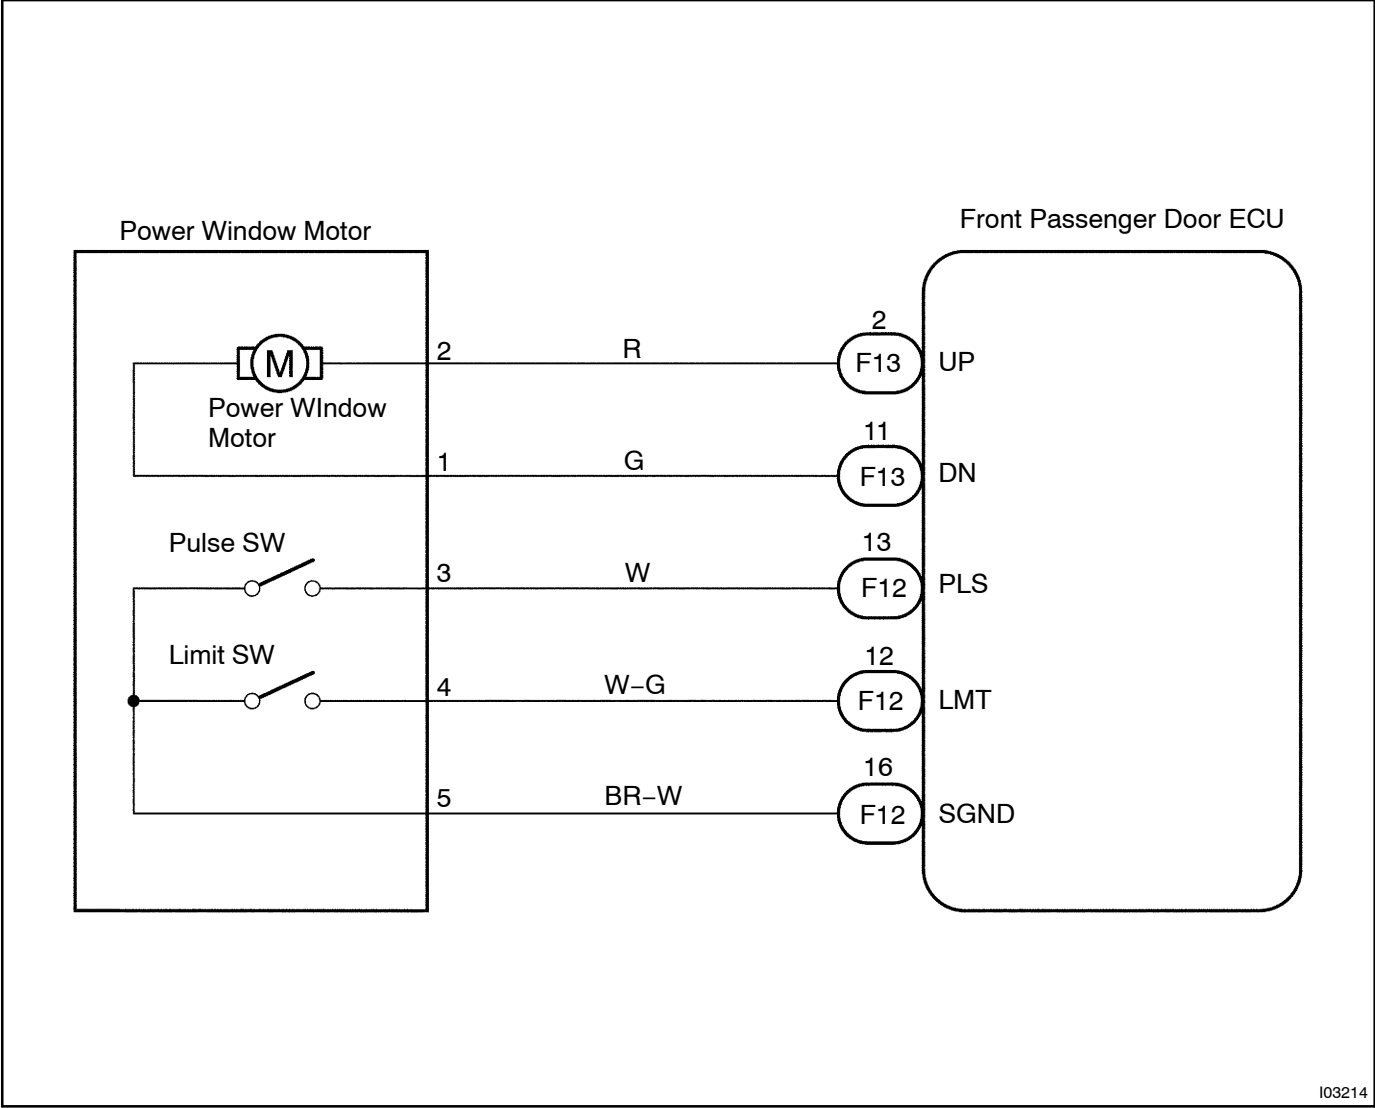 Power Window Motor
Front Passenger Door ECU
M
Power WIndow
Motor
2
R
2
F13
UP
1
G
11
F13
DN
Pulse SW
3
W
13
F12
PLS
Limit SW
4
W–G
12
F12
LMT
5
BR–W
16
F12
SGND
I03214